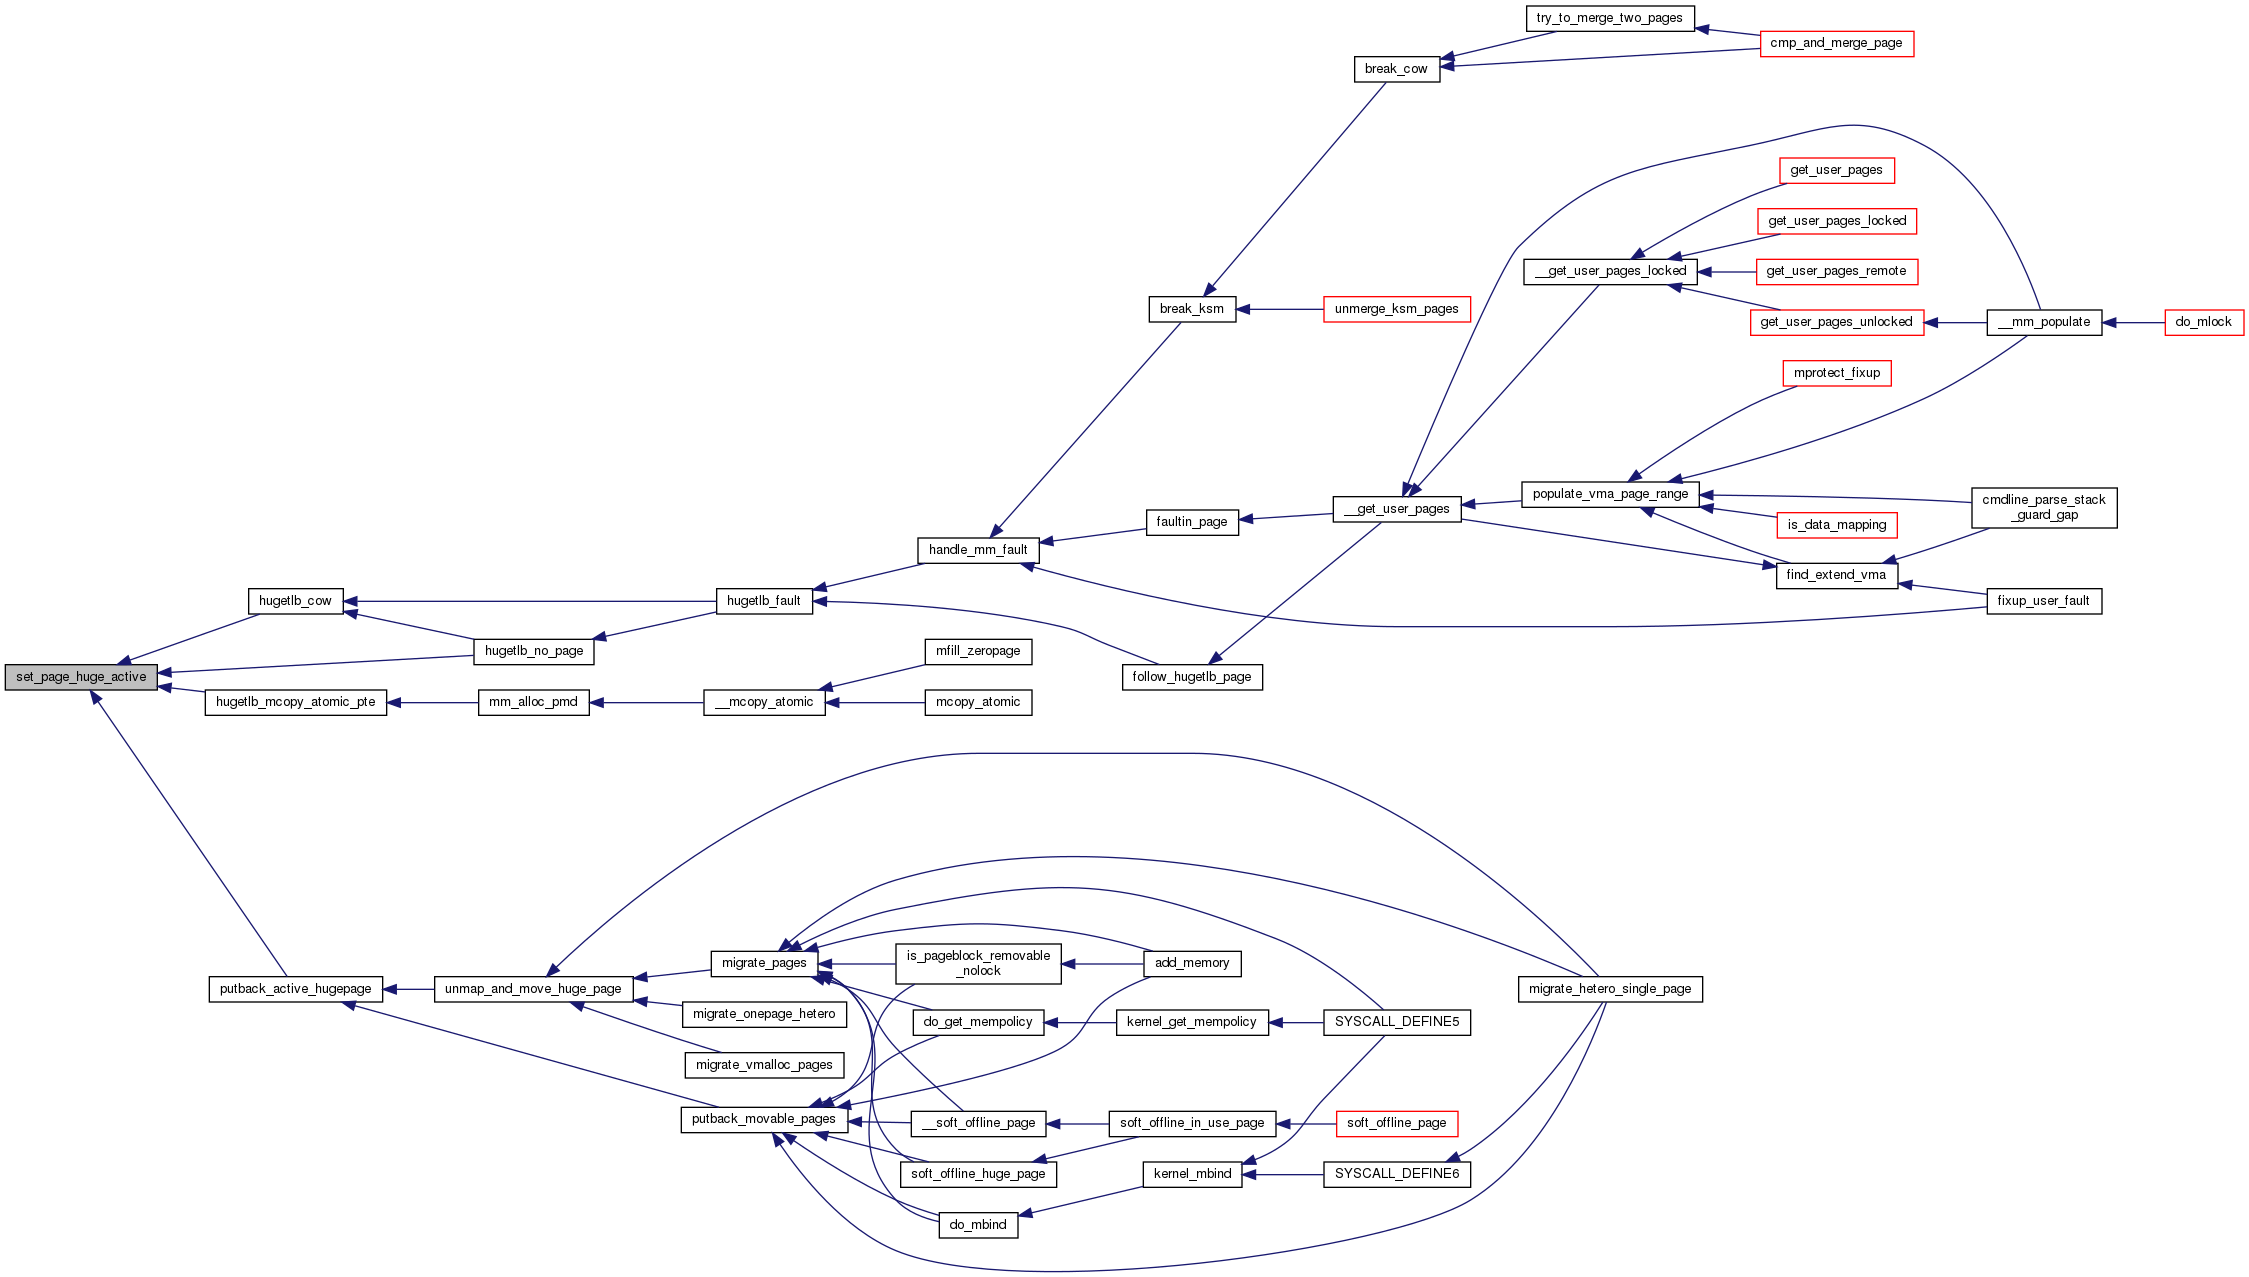 try_to_merge_two_pages
cmp_and_merge_page
break_cow
get_user_pages
get_user_pages_locked
__get_user_pages_locked
get_user_pages_remote
break_ksm
unmerge_ksm_pages
get_user_pages_unlocked
__mm_populate
do_mlock
mprotect_fixup
populate_vma_page_range
cmdline_parse_stack
_guard_gap
__get_user_pages
faultin_page
is_data_mapping
handle_mm_fault
find_extend_vma
hugetlb_cow
hugetlb_fault
fixup_user_fault
hugetlb_no_page
mfill_zeropage
set_page_huge_active
follow_hugetlb_page
hugetlb_mcopy_atomic_pte
mm_alloc_pmd
__mcopy_atomic
mcopy_atomic
migrate_pages
is_pageblock_removable
_nolock
add_memory
putback_active_hugepage
unmap_and_move_huge_page
migrate_hetero_single_page
migrate_onepage_hetero
do_get_mempolicy
kernel_get_mempolicy
SYSCALL_DEFINE5
migrate_vmalloc_pages
putback_movable_pages
__soft_offline_page
soft_offline_in_use_page
soft_offline_page
soft_offline_huge_page
kernel_mbind
SYSCALL_DEFINE6
do_mbind